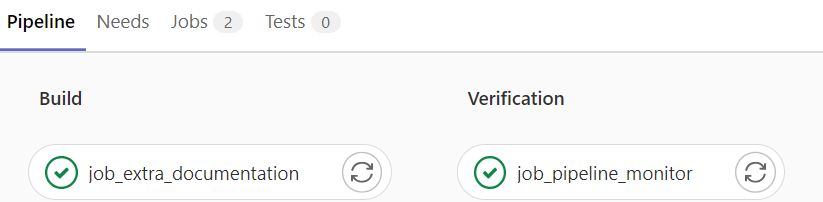 Pipeline Needs Jobs 2 Tests 0
Build Verification
job_extra_documentation job_pipeline_monitor